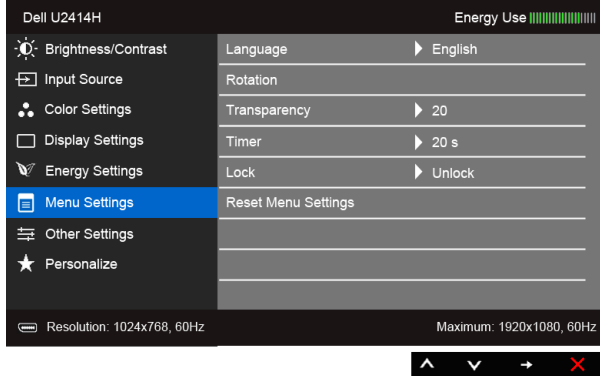 Dell U2414H Energy Use
Brightness/Contrast Language English
Input Source Rotation
Color Settings Transparency 20
Display Settings Timer 20 s
Energy Settings Lock Unlock
Menu Settings Reset Menu Settings
Other Settings
Personalize
Resolution: 1024x768, 60Hz Maximum: 1920x1080, 60Hz